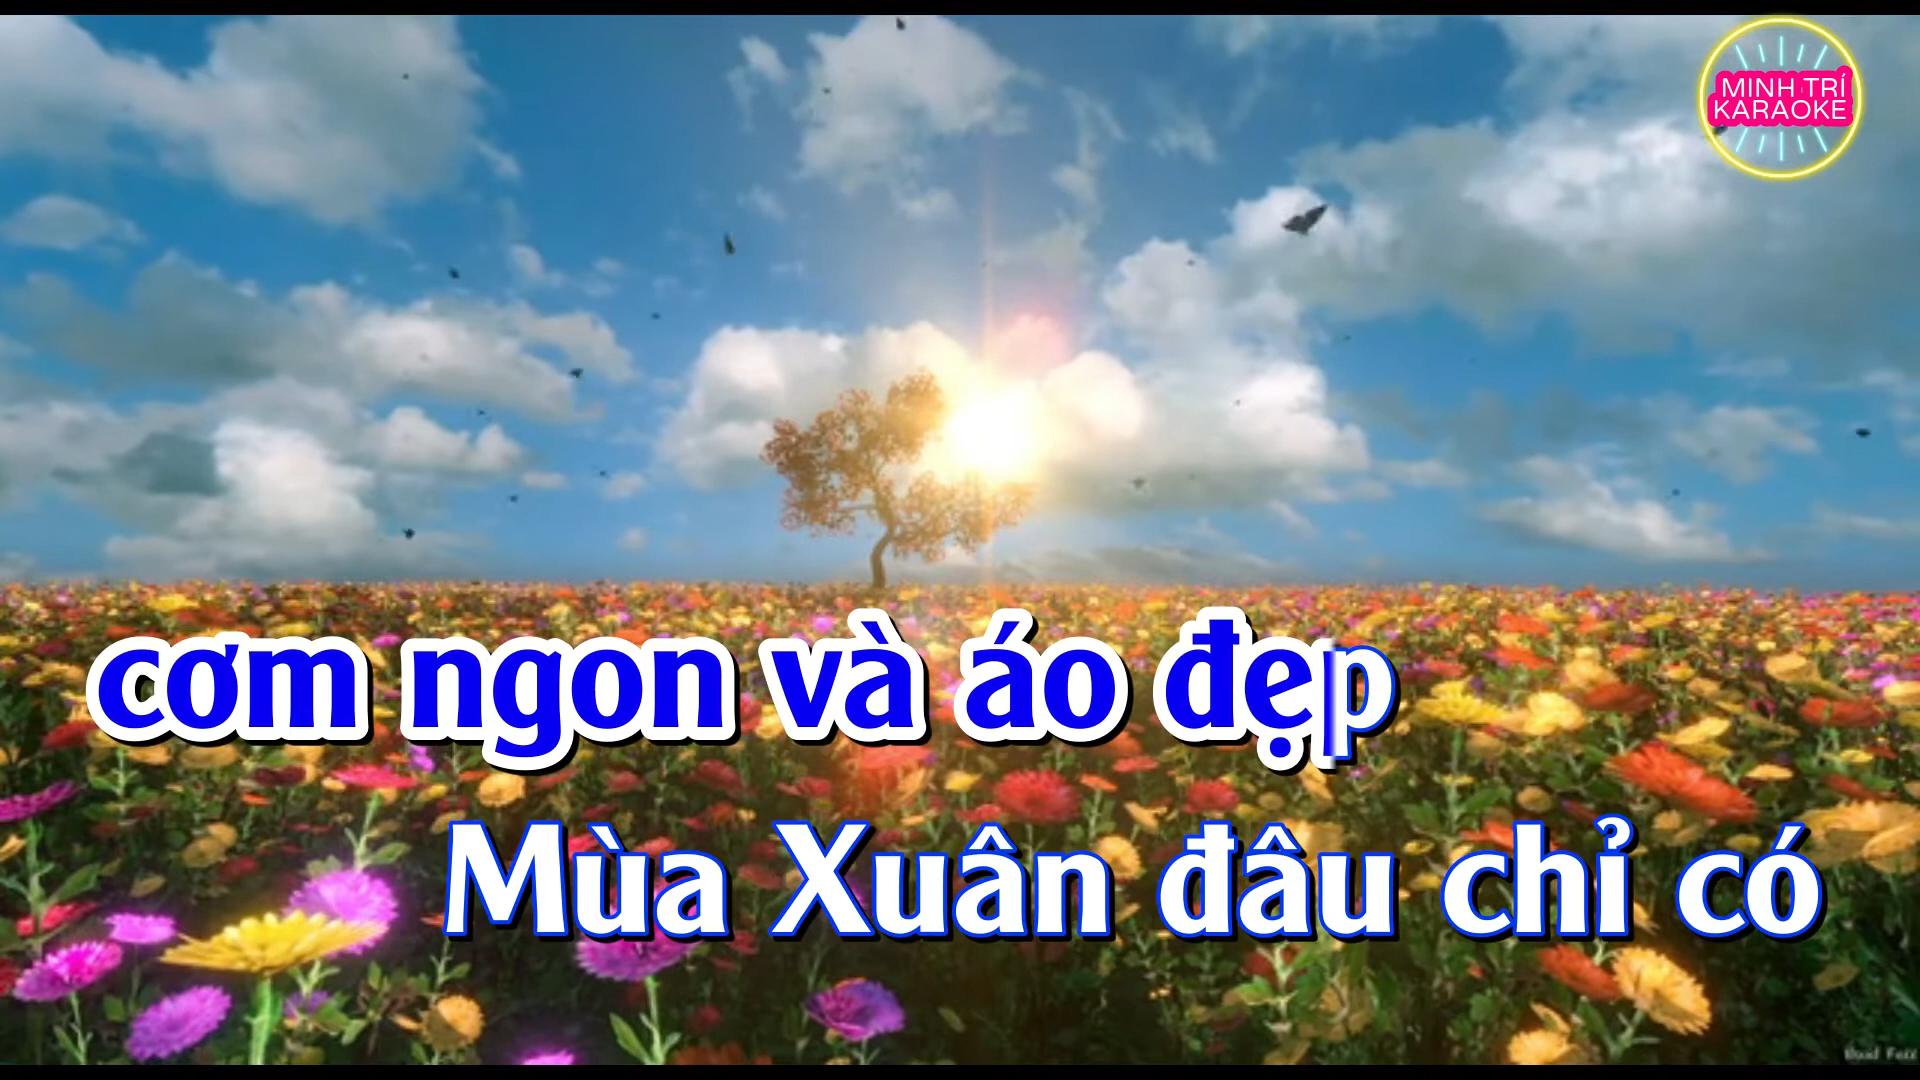 MINH TRÍ
KARAOKE
cơm ngon và áo đẹp
Mùa Xuân đâu chỉ có